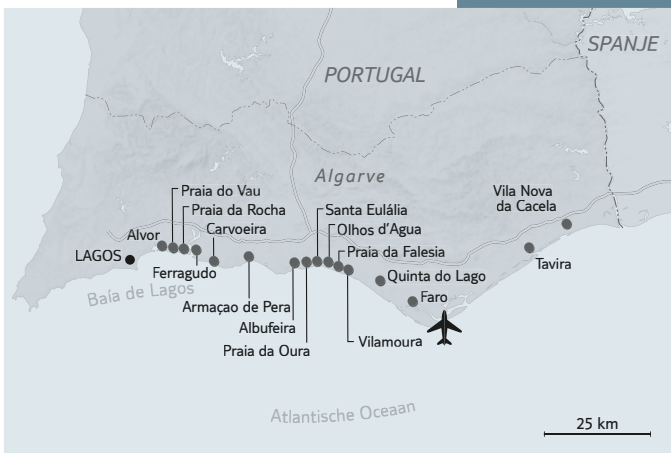 SPANJE
PORTUGAL
Algarve
Praia do Vau
Praia da Rocha
Carvoeira
Alvor
LAGOS
Ferragudo
Baía de Lagos
Armaçao de Pera
Albufeira
Praia da Oura
Santa Eulália
Olhos d'Agua
Praia da Falesia
Vilamoura
Quinta do Lago
Faro
Vila Nova
da Cacela
Tavira
Atlantische Oceaan
25 km